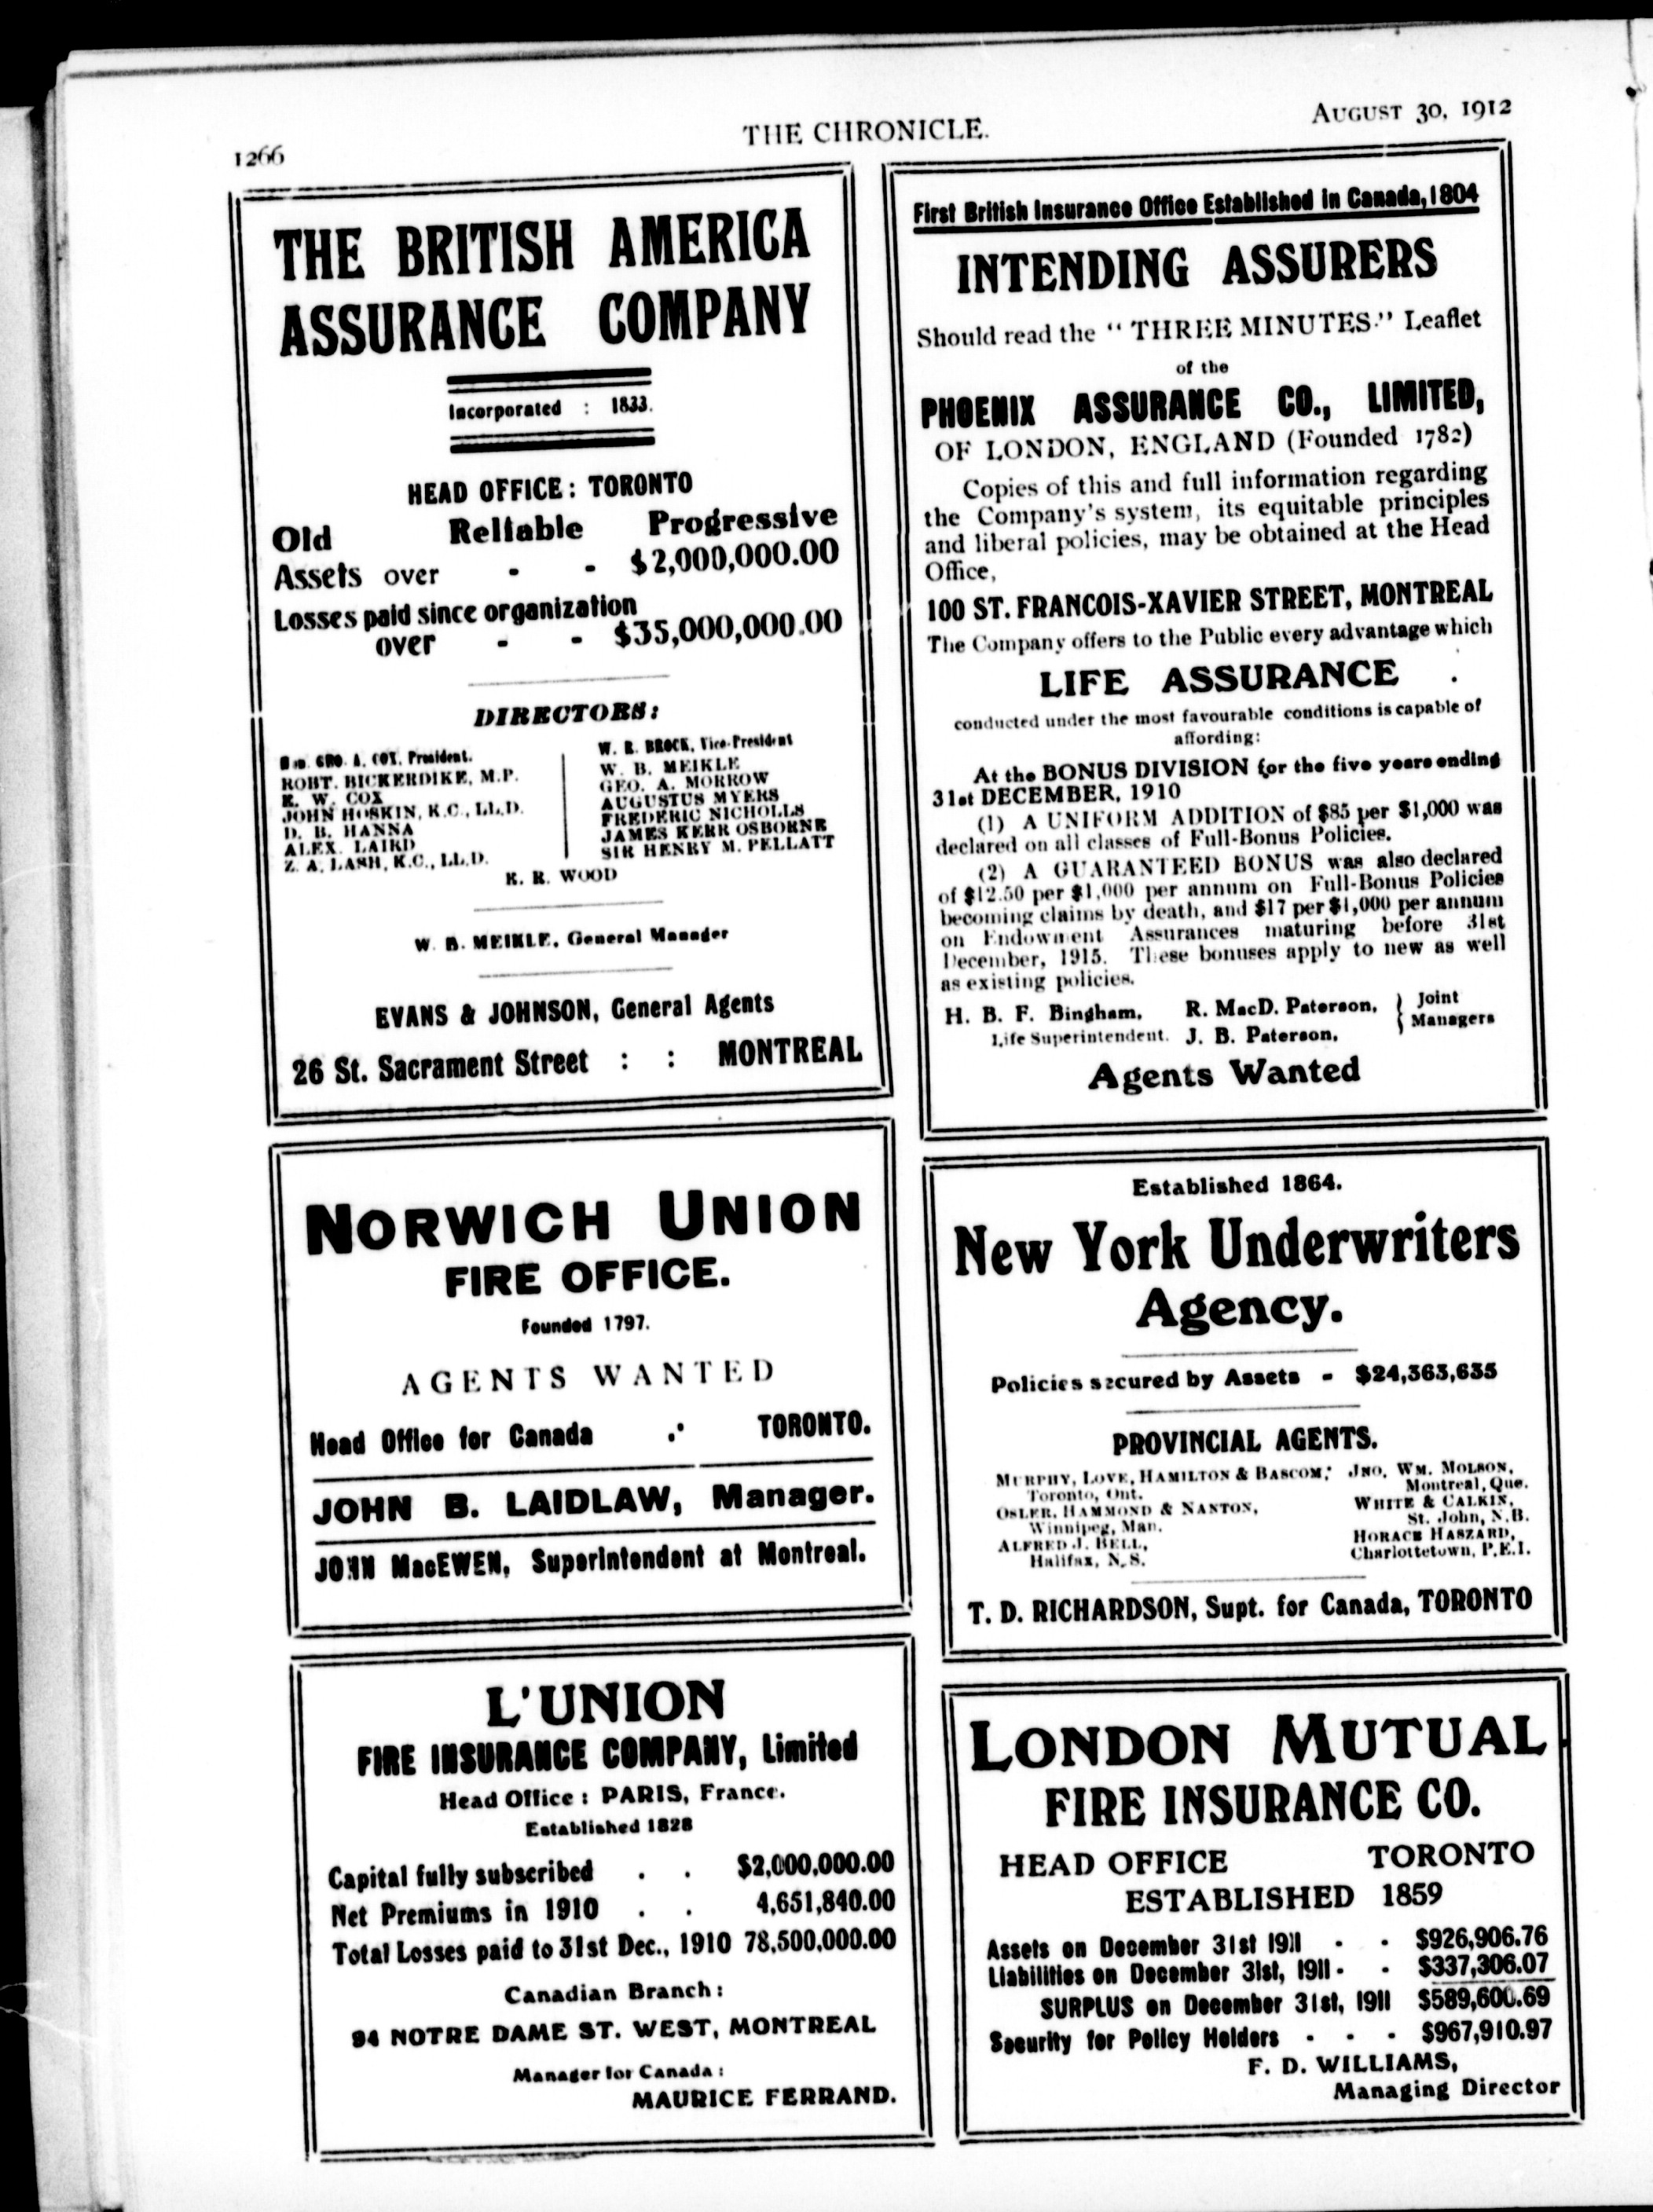 1266
THE CHRONICLE.
AUGUST 30, 1912
THE BRITISH AMERICA
ASSURANCE COMPANY
Incorporated : 1833.
HEAD OFFICE: TORONTO
Old Reliable Progressive
Assets over - - $2,000,000.00
Losses paid since organization
over - - $35,000,000.00
DIRECTORS:
Hon. GEO. A. COX, President.
ROBT. BICKERDIKE, M.P.
E. W. COX
JOHN HOSKIN, K.C., LL.D.
D. B. HANNA
ALEX. LAIRD
Z. A. LASH, K.C., LL.D.
W. R. BROCK, Vice-President
W. B. MEIKLE
GEO. A. MORROW
AUGUSTUS MYERS
FREDERIC NICHOLLS
JAMES KERR OSBORNE
SIR HENRY M. PELLATT
E. R. WOOD
W. B. MEIKLE, General Manager
EVANS & JOHNSON, General Agents
26 St. Sacrament Street : : MONTREAL
First British Insurance Office Established in Canada, 1804
INTENDING ASSURERS
Should read the "THREE MINUTES" Leaflet
of the
PHOENIX ASSURANCE CO., LIMITED,
OF LONDON, ENGLAND (Founded 1782)
Copies of this and full information regarding
the Company's system, its equitable principles
and liberal policies, may be obtained at the Head
Office,
100 ST. FRANCOIS-XAVIER STREET, MONTREAL
The Company offers to the Public every advantage which
LIFE ASSURANCE
conducted under the most favourable conditions is capable of
affording:
At the BONUS DIVISION for the five years ending
31st DECEMBER, 1910
(1) A UNIFORM ADDITION of $85 per $1,000 was
declared on all classes of Full-Bonus Policies.
(2) A GUARANTEED BONUS was also declared
of $12.50 per $1,000 per annum on Full-Bonus Policies
becoming claims by death, and $17 per $1,000 per annum
on Endowment Assurances maturing before 31st
December, 1915. These bonuses apply to new as well
as existing policies.
H. B. F. Bingham, R. MacD. Paterson, } Joint
Life Superintendent. J. B. Paterson, } Managers
Agents Wanted
NORWICH UNION
FIRE OFFICE.
Founded 1797.
AGENTS WANTED
Head Office for Canada .· TORONTO.
JOHN B. LAIDLAW, Manager.
JOHN MacEWEN, Superintendent at Montreal.
Established 1864.
New York Underwriters
Agency.
Policies secured by Assets - $24,363,635
PROVINCIAL AGENTS.
MURPHY, LOVE, HAMILTON & BASCOM,
Toronto, Ont.
OSLER, HAMMOND & NANTON,
Winnipeg, Man.
ALFRED J. BELL,
Halifax, N.S.
JNO. WM. MOLSON,
Montreal, Que.
WHITE & CALKIN,
St. John, N.B.
HORACE HASZARD,
Charlottetown, P.E.I.
T. D. RICHARDSON, Supt. for Canada, TORONTO
L'UNION
FIRE INSURANCE COMPANY, Limited
Head Office : PARIS, France.
Established 1828
Capital fully subscribed . . $2,000,000.00
Net Premiums in 1910 . . 4,651,840.00
Total Losses paid to 31st Dec., 1910 78,500,000.00
Canadian Branch :
94 NOTRE DAME ST. WEST, MONTREAL
Manager for Canada :
MAURICE FERRAND.
LONDON MUTUAL
FIRE INSURANCE CO.
HEAD OFFICE TORONTO
ESTABLISHED 1859
Assets on December 31st 1911 - - $926,906.76
Liabilities on December 31st, 1911 - - $337,306.07
SURPLUS on December 31st, 1911 $589,600.69
Security for Policy Holders - - - $967,910.97
F. D. WILLIAMS,
Managing Director